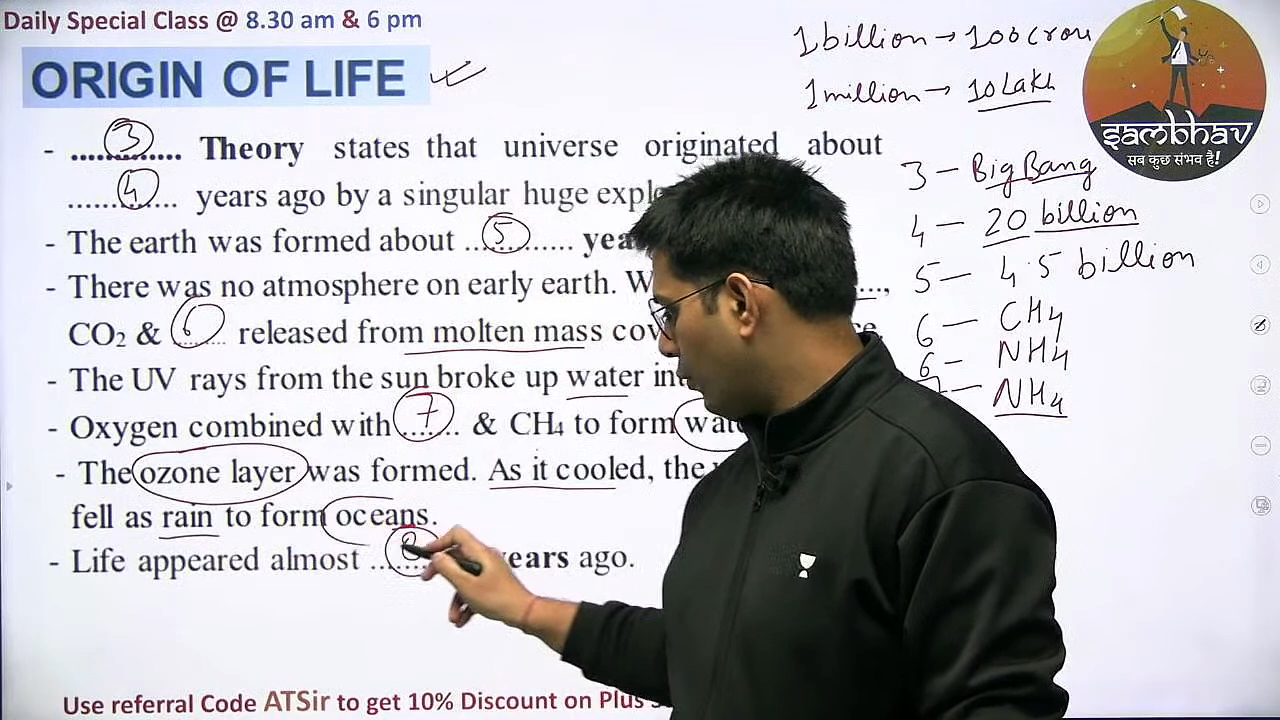 Daily Special Class @ 8.30 am & 6 pm
ORIGIN OF LIFE
1 billion → 100 Crore
1 million → 10 Lakh
sambhav
सब कुछ संभव है!
- ....3....... Theory states that universe originated about
....4....... years ago by a singular huge
- The earth was formed about ..5.........
- There was no atmosphere on early earth.
CO₂ & 6 released from molten mass
- The UV rays from the sun broke up water
- Oxygen combined with 7 & CH₄ to form
- The ozone layer was formed. As it cooled, the
fell as rain to form oceans.
- Life appeared almost ...8 years ago.
3 - Big Bang
4 - 20 billion
5 - 4.5 billion
6 - CH4
6 - NH4
7 - NH4
Use referral Code ATSir to get 10% Discount on Plus